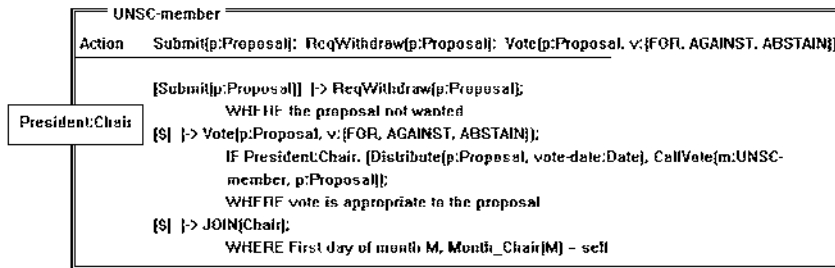 UNSC-member
Action Submit(p:Proposal); ReqWithdraw(p:Proposal); Vote(p:Proposal, v:{FOR, AGAINST, ABSTAIN})
[Submit(p:Proposal)] |-> ReqWithdraw(p:Proposal);
WHERE the proposal not wanted
President:Chair
[$] |-> Vote(p:Proposal, v:{FOR, AGAINST, ABSTAIN});
IF President:Chair. [Distribute(p:Proposal, vote-date:Date), CallVote(m:UNSC-
member, p:Proposal)];
WHERE vote is appropriate to the proposal
[$] |-> JOIN(Chair);
WHERE First day of month M, Month_Chair(M) = self